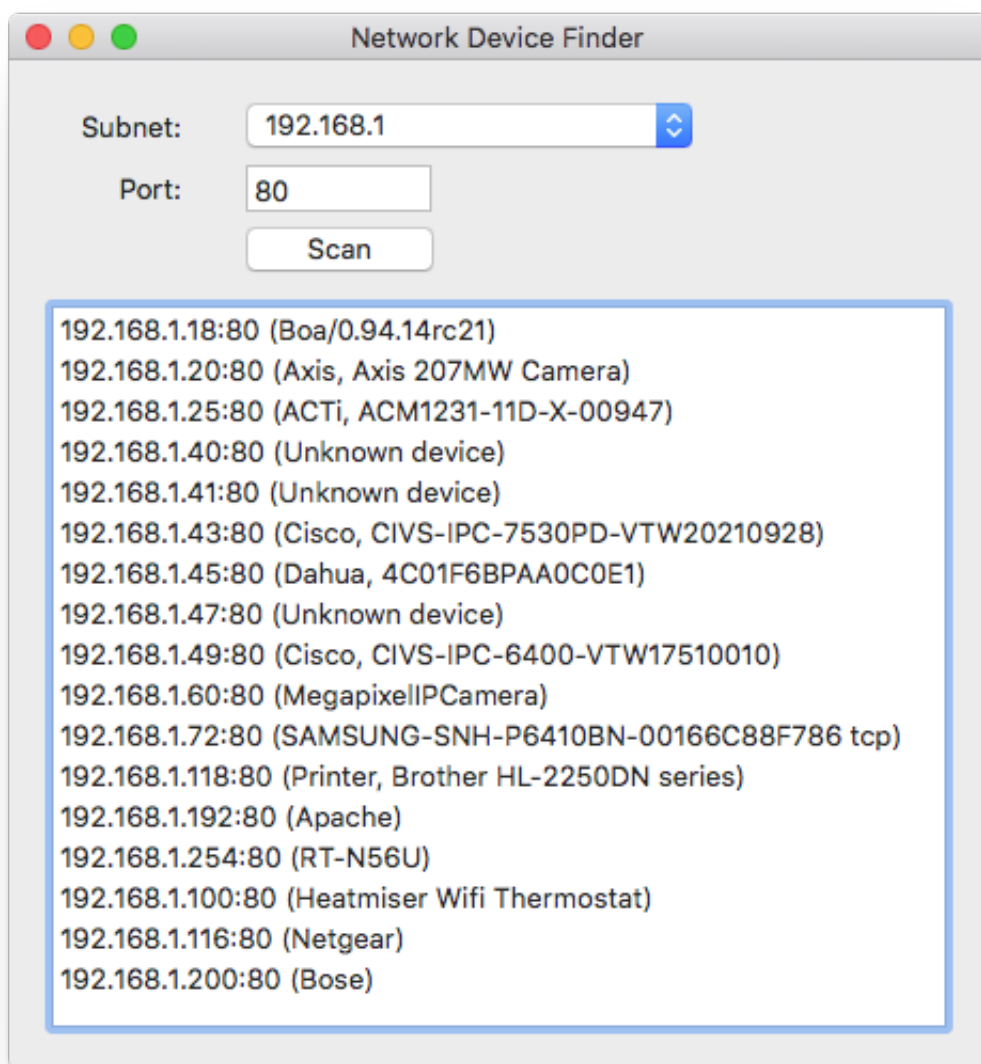 Network Device Finder
Subnet: 192.168.1
Port: 80
Scan
192.168.1.18:80 (Boa/0.94.14rc21)
192.168.1.20:80 (Axis, Axis 207MW Camera)
192.168.1.25:80 (ACTi, ACM1231-11D-X-00947)
192.168.1.40:80 (Unknown device)
192.168.1.41:80 (Unknown device)
192.168.1.43:80 (Cisco, CIVS-IPC-7530PD-VTW20210928)
192.168.1.45:80 (Dahua, 4C01F6BPAA0C0E1)
192.168.1.47:80 (Unknown device)
192.168.1.49:80 (Cisco, CIVS-IPC-6400-VTW17510010)
192.168.1.60:80 (MegapixelIPCamera)
192.168.1.72:80 (SAMSUNG-SNH-P6410BN-00166C88F786 tcp)
192.168.1.118:80 (Printer, Brother HL-2250DN series)
192.168.1.192:80 (Apache)
192.168.1.254:80 (RT-N56U)
192.168.1.100:80 (Heatmiser Wifi Thermostat)
192.168.1.116:80 (Netgear)
192.168.1.200:80 (Bose)